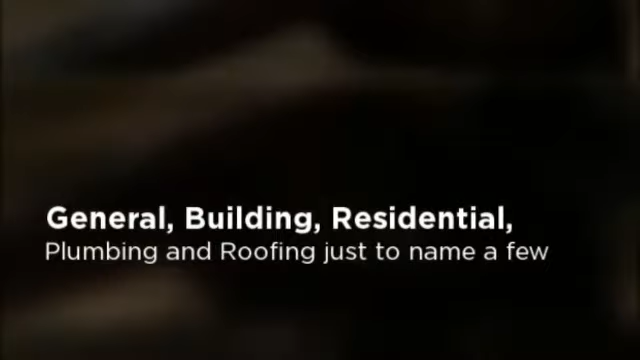 General, Building, Residential,
Plumbing and Roofing just to name a few